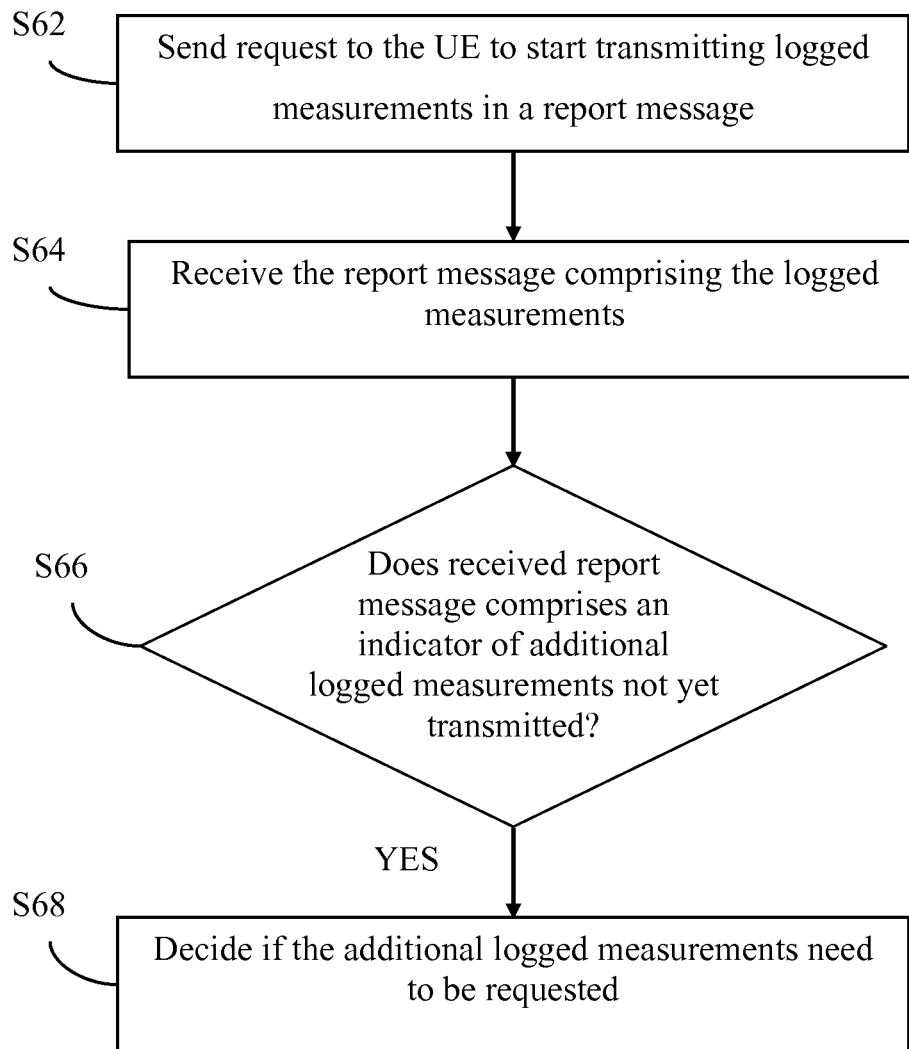 S62
Send request to the UE to start transmitting logged
measurements in a report message
S64
Receive the report message comprising the logged
measurements
S66
Does received report
message comprises an
indicator of additional
logged measurements not yet
transmitted?
YES
S68
Decide if the additional logged measurements need
to be requested